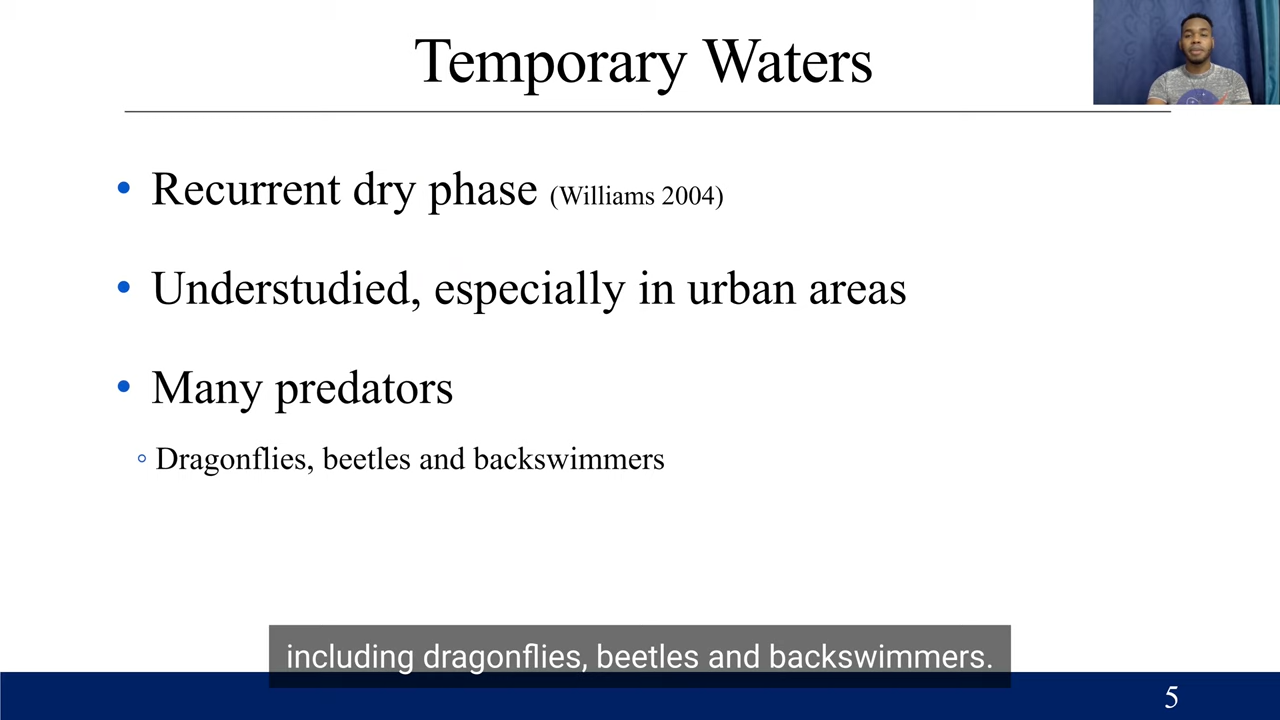 Temporary Waters
• Recurrent dry phase (Williams 2004)
• Understudied, especially in urban areas
• Many predators
◦ Dragonflies, beetles and backswimmers
including dragonflies, beetles and backswimmers.
5